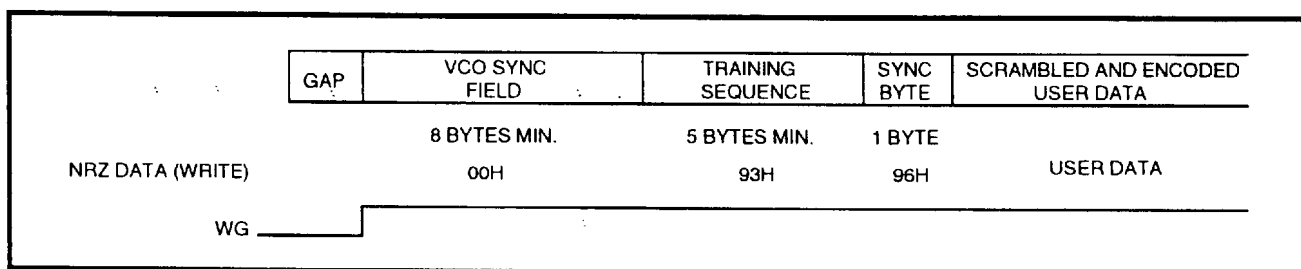 GAP VCO SYNC FIELD TRAINING SEQUENCE SYNC BYTE SCRAMBLED AND ENCODED USER DATA
8 BYTES MIN. 5 BYTES MIN. 1 BYTE
NRZ DATA (WRITE) 00H 93H 96H USER DATA
WG